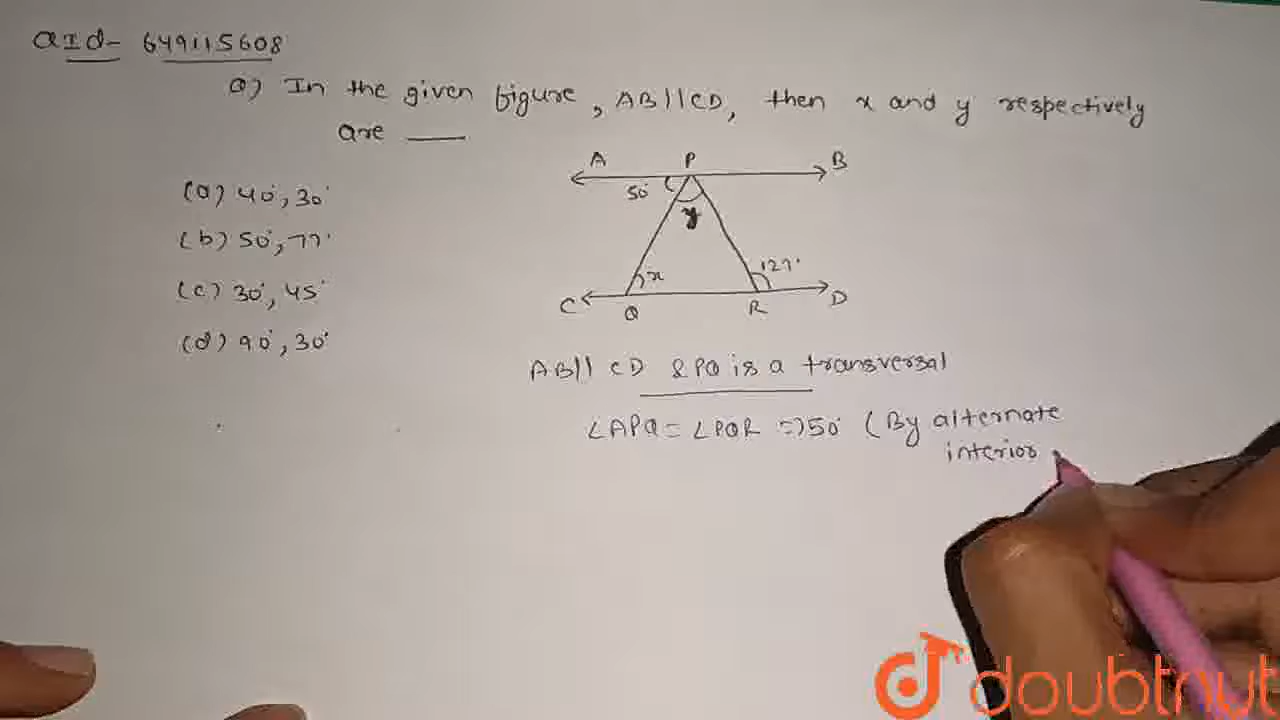 QId- 649115608
Q) In the given figure, AB||CD, then x and y respectively
are ___
(a) 40°, 30°
(b) 50°, 77°
(c) 30°, 45°
(d) 90°, 30°
A P B
50°
y
x 127°
C Q R D
AB|| CD & PQ is a transversal
∠APQ = ∠PQR => 50° (By alternate
interior
doubtnut